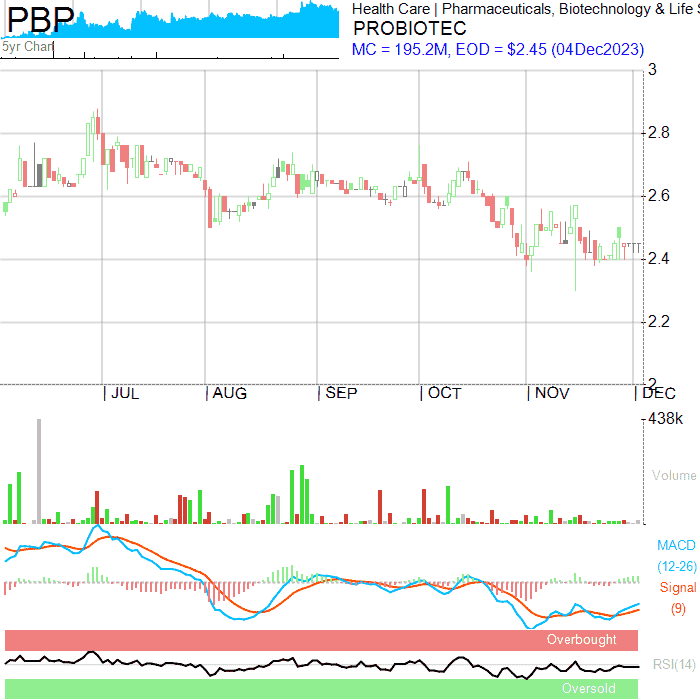 PBP
5yr Chart
Health Care | Pharmaceuticals, Biotechnology & Life S
PROBIOTEC
MC = 195.2M, EOD = $2.45 (04Dec2023)
3
2.8
2.6
2.4
2.2
2
JUL AUG SEP OCT NOV DEC
438k
Volume
MACD
(12-26)
Signal
(9)
Overbought
RSI(14)
Oversold